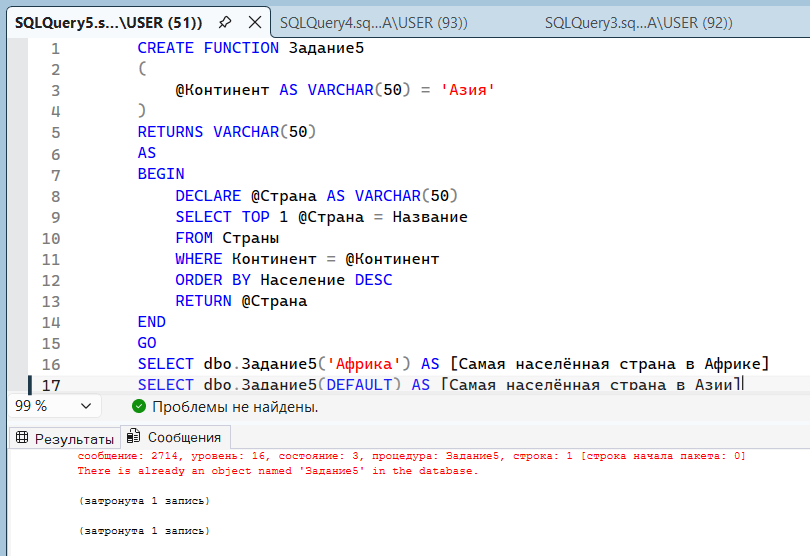 SQLQuery5.s...\USER (51)) SQLQuery4.sq...A\USER (93)) SQLQuery3.sq...A\USER (92))
1 CREATE FUNCTION Задание5
2 (
3 @Континент AS VARCHAR(50) = 'Азия'
4 )
5 RETURNS VARCHAR(50)
6 AS
7 BEGIN
8 DECLARE @Страна AS VARCHAR(50)
9 SELECT TOP 1 @Страна = Название
10 FROM Страны
11 WHERE Континент = @Континент
12 ORDER BY Население DESC
13 RETURN @Страна
14 END
15 GO
16 SELECT dbo.Задание5('Африка') AS [Самая населённая страна в Африке]
17 SELECT dbo.Задание5(DEFAULT) AS [Самая населённая страна в Азии]
99 % Проблемы не найдены.
Результаты Сообщения
сообщение: 2714, уровень: 16, состояние: 3, процедура: Задание5, строка: 1 [строка начала пакета: 0]
There is already an object named 'Задание5' in the database.
(затронута 1 запись)
(затронута 1 запись)